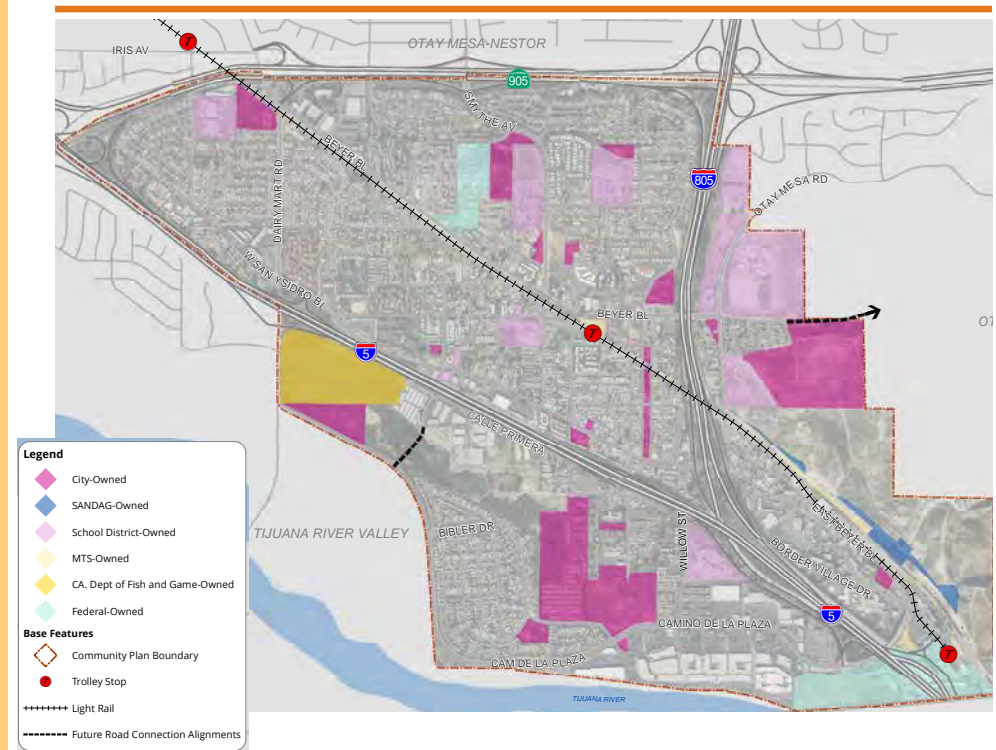 OTAY MESA-NESTOR
IRIS AV
T
905
SMYTHE AV
BEYER BL
805
OTAY MESA RD
DAIRY MART RD
W SAN YSIDRO BL
BEYER BL
T
OT
5
CALLE PRIMERA
Legend
City-Owned
SANDAG-Owned
School District-Owned
MTS-Owned
CA. Dept of Fish and Game-Owned
Federal-Owned
Base Features
Community Plan Boundary
T
Trolley Stop
Light Rail
Future Road Connection Alignments
TIJUANA RIVER VALLEY
BIBLER DR
WILLOW ST
EAST BEYER BL
BORDER VILLAGE DR
5
CAMINO DE LA PLAZA
CAM DE LA PLAZA
T
TIJUANA RIVER